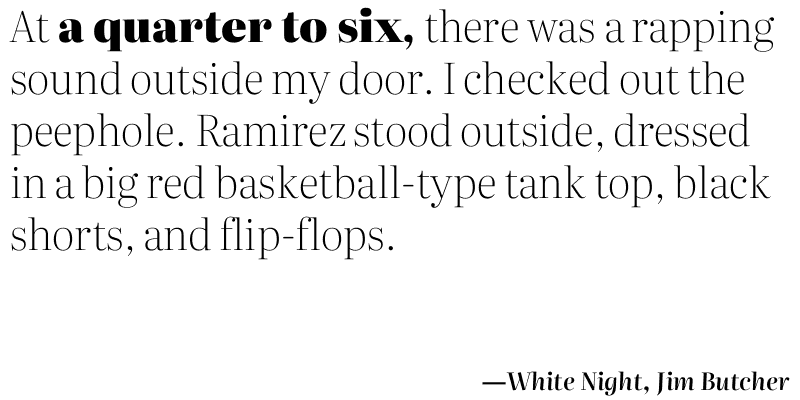 At a quarter to six, there was a rapping
sound outside my door. I checked out the
peephole. Ramirez stood outside, dressed
in a big red basketball-type tank top, black
shorts, and flip-flops.
—White Night, Jim Butcher